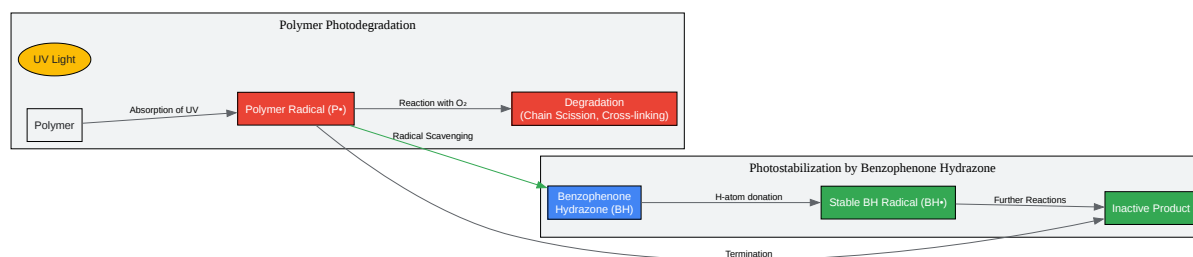 Polymer Photodegradation
UV Light
Polymer
Absorption of UV
Polymer Radical (P•)
Reaction with O₂
Degradation
(Chain Scission, Cross-linking)
Radical Scavenging
Photostabilization by Benzophenone Hydrazone
Benzophenone
Hydrazone (BH)
H-atom donation
Stable BH Radical (BH•)
Further Reactions
Inactive Product
Termination